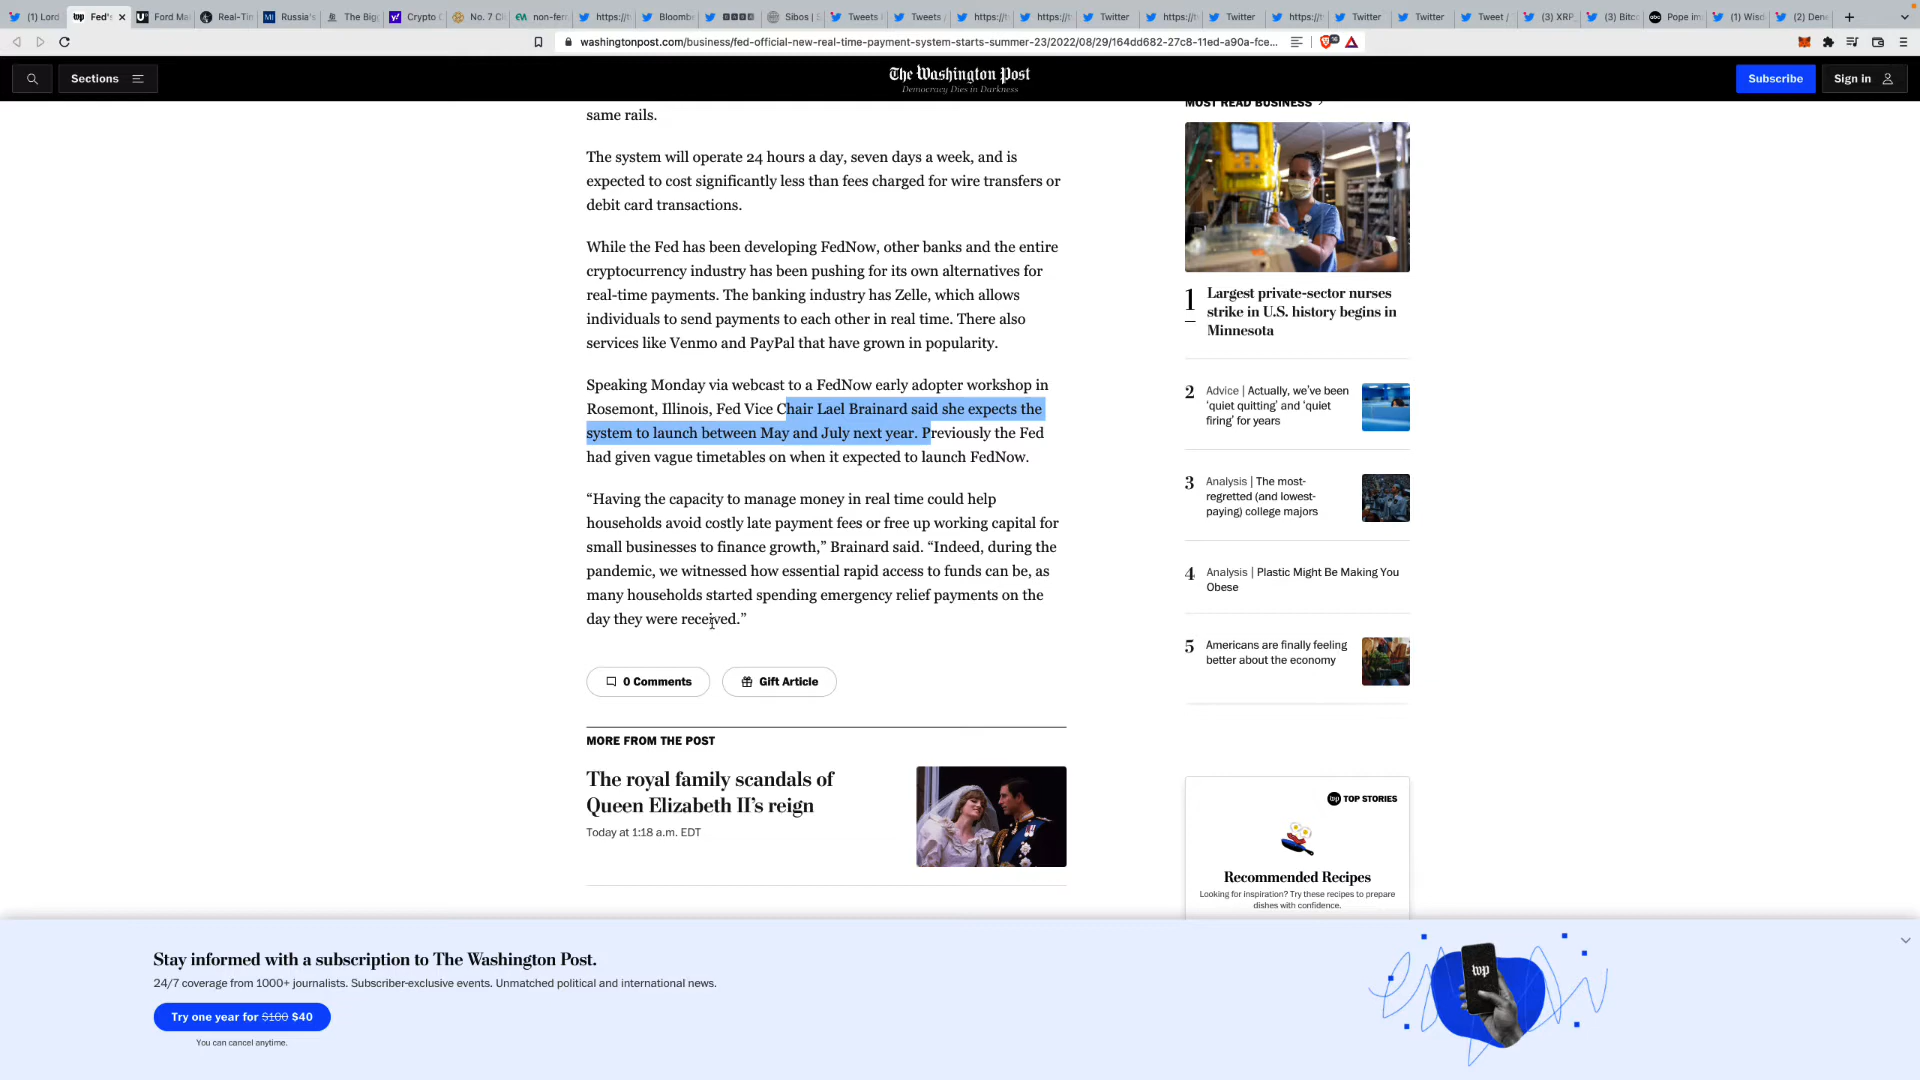 (1) Lord
Fed's
Ford Ma
Real-Tim
Russia's
The Big
Crypto
No. 7 C
non-fer
https://t
Bloomb
Sibos |
Tweets
Tweets /
https://t
https://t
Twitter
https://t
Twitter
https://t
Twitter
Twitter
Tweet /
(3) XRP
(3) Bitc
Pope im
(1) Wis
(2) Den
washingtonpost.com/business/fed-official-new-real-time-payment-system-starts-summer-23/2022/08/29/164dd682-27c8-11ed-a90a-fce...
Sections
The Washington Post
Democracy Dies in Darkness
Subscribe
Sign in
same rails.
The system will operate 24 hours a day, seven days a week, and is
expected to cost significantly less than fees charged for wire transfers or
debit card transactions.
While the Fed has been developing FedNow, other banks and the entire
cryptocurrency industry has been pushing for its own alternatives for
real-time payments. The banking industry has Zelle, which allows
individuals to send payments to each other in real time. There also
services like Venmo and PayPal that have grown in popularity.
Speaking Monday via webcast to a FedNow early adopter workshop in
Rosemont, Illinois, Fed Vice Chair Lael Brainard said she expects the
system to launch between May and July next year. Previously the Fed
had given vague timetables on when it expected to launch FedNow.
“Having the capacity to manage money in real time could help
households avoid costly late payment fees or free up working capital for
small businesses to finance growth,” Brainard said. “Indeed, during the
pandemic, we witnessed how essential rapid access to funds can be, as
many households started spending emergency relief payments on the
day they were received.”
0 Comments
Gift Article
MORE FROM THE POST
The royal family scandals of
Queen Elizabeth II’s reign
Today at 1:18 a.m. EDT
MOST READ BUSINESS
1
Largest private-sector nurses
strike in U.S. history begins in
Minnesota
2
Advice | Actually, we’ve been
‘quiet quitting’ and ‘quiet
firing’ for years
3
Analysis | The most-
regretted (and lowest-
paying) college majors
4
Analysis | Plastic Might Be Making You
Obese
5
Americans are finally feeling
better about the economy
wp TOP STORIES
Recommended Recipes
Looking for inspiration? Try these recipes to prepare
dishes with confidence.
Stay informed with a subscription to The Washington Post.
24/7 coverage from 1000+ journalists. Subscriber-exclusive events. Unmatched political and international news.
Try one year for $100 $40
You can cancel anytime.
wp